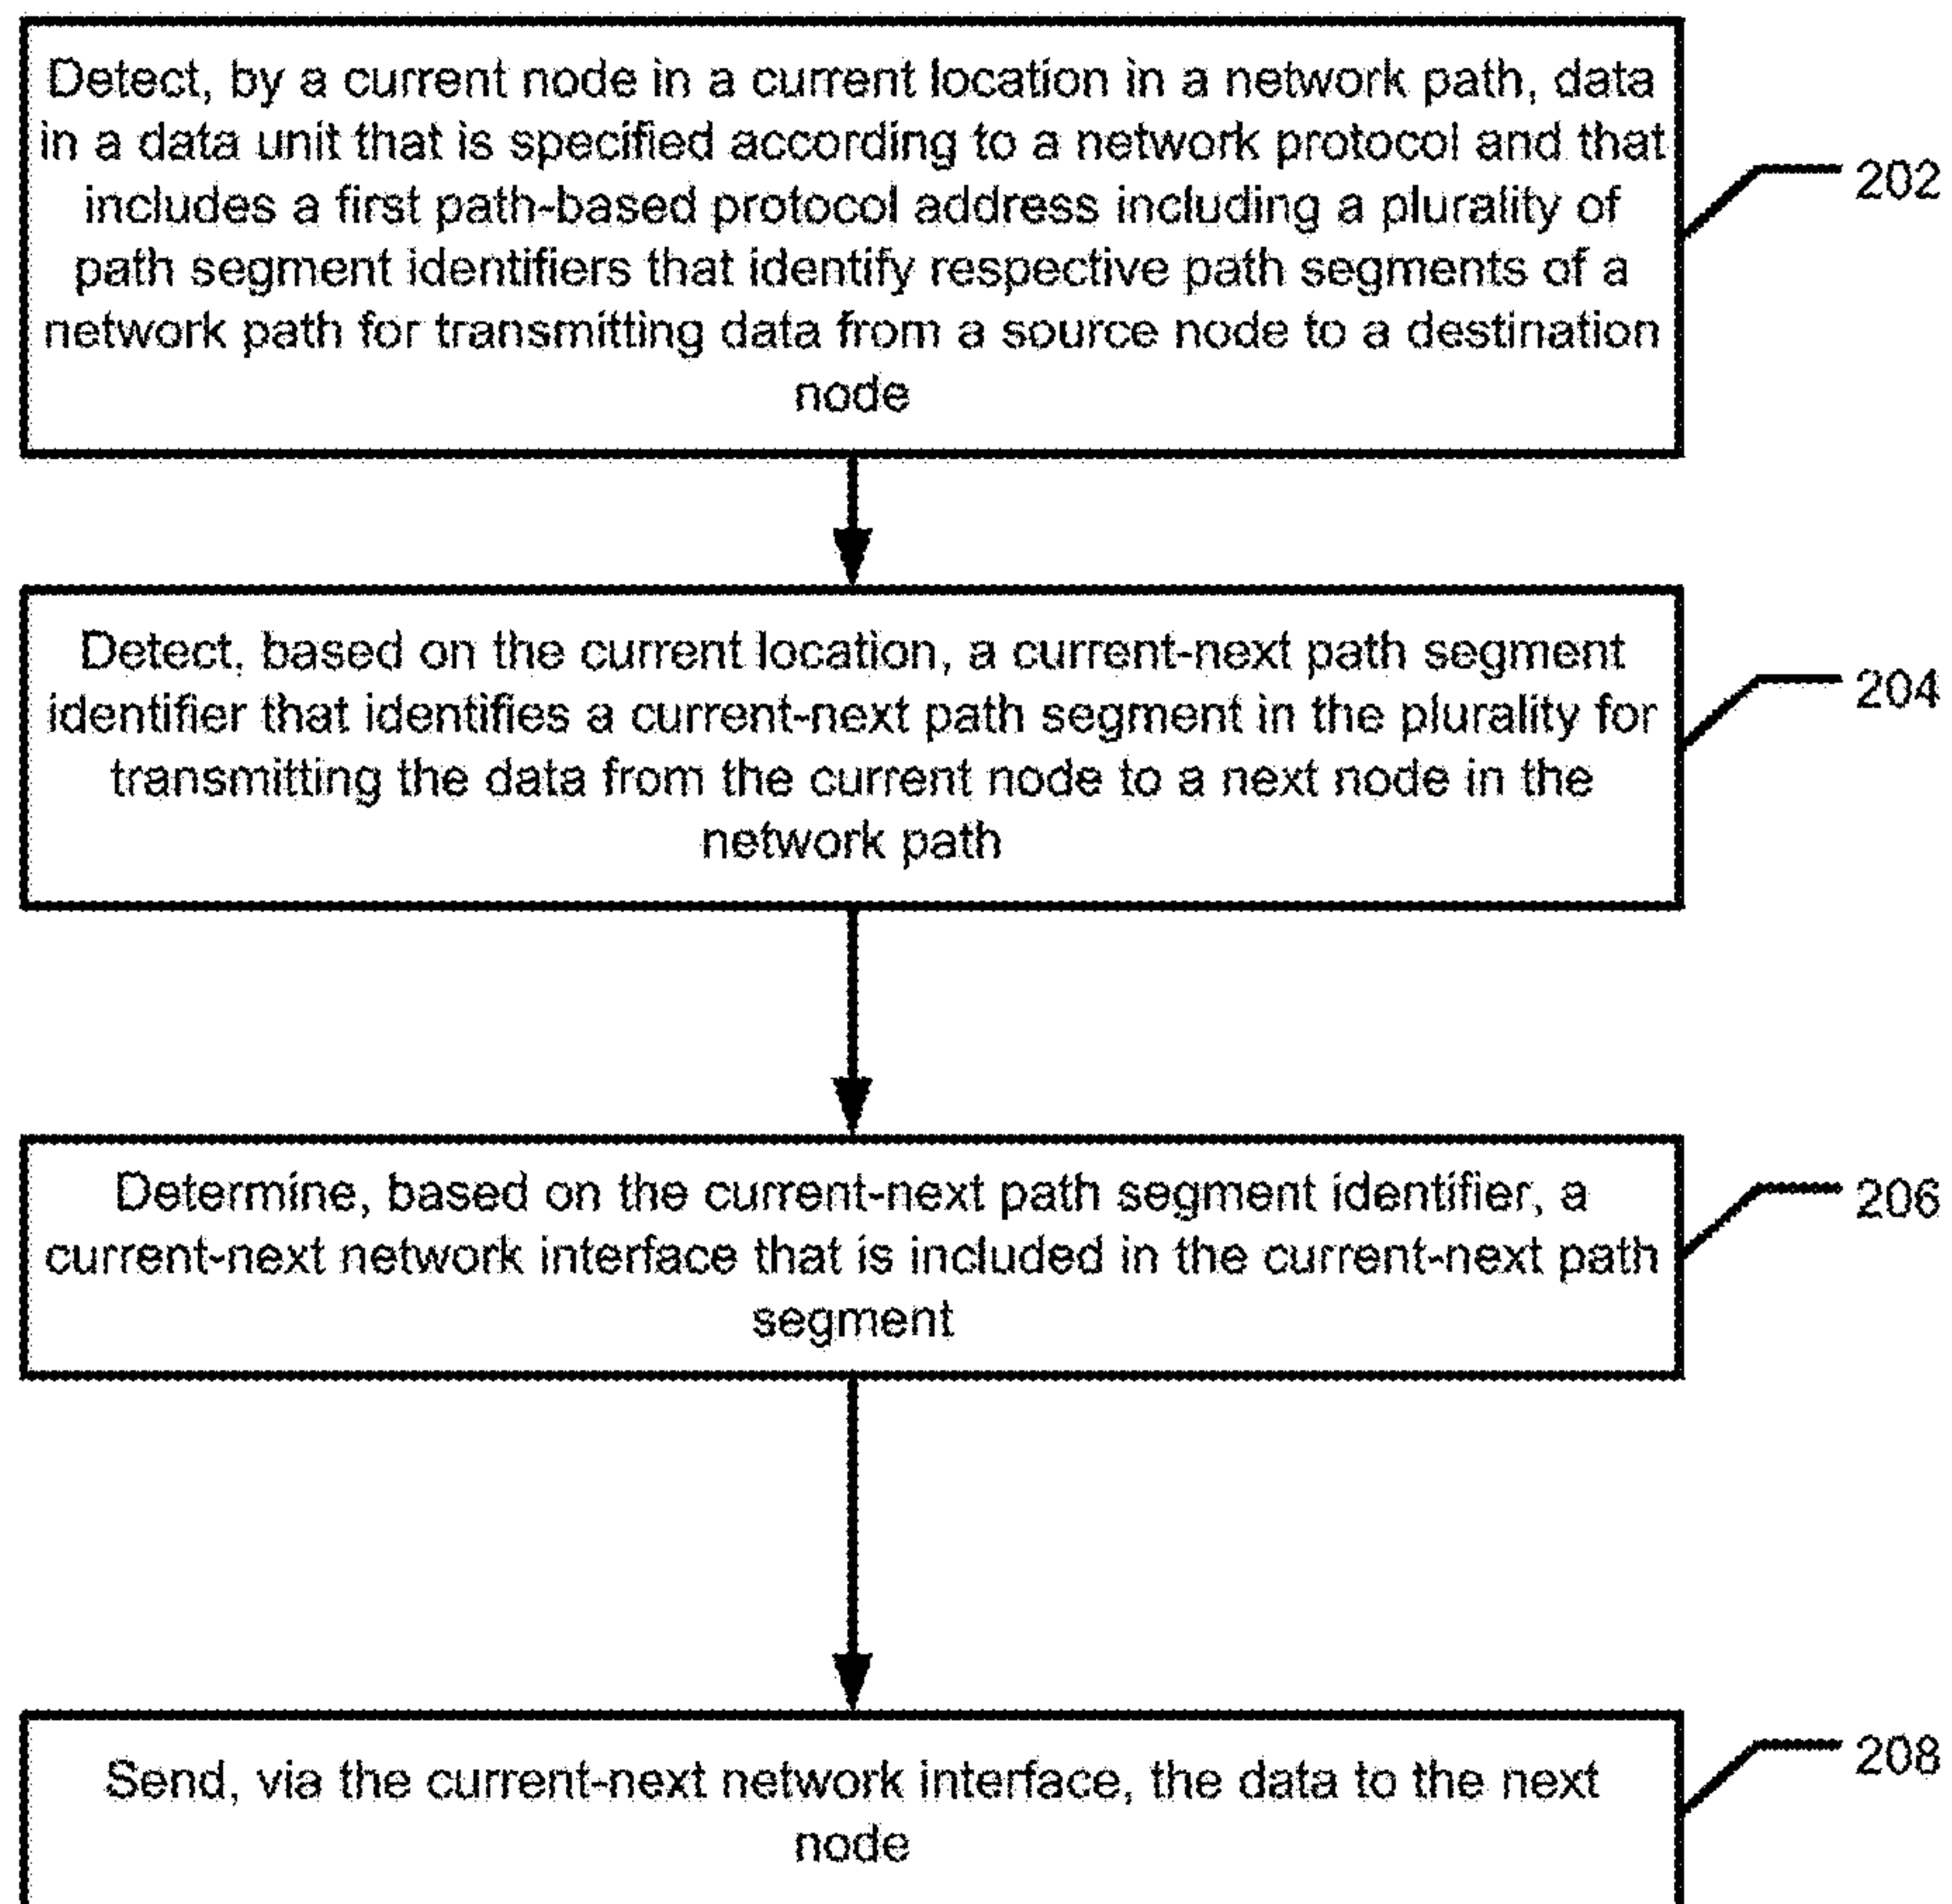 Detect, by a current node in a current location in a network path, data
in a data unit that is specified according to a network protocol and that
includes a first path-based protocol address including a plurality of
path segment identifiers that identify respective path segments of a
network path for transmitting data from a source node to a destination
node
202
Detect, based on the current location, a current-next path segment
identifier that identifies a current-next path segment in the plurality for
transmitting the data from the current node to a next node in the
network path
204
Determine, based on the current-next path segment identifier, a
current-next network interface that is included in the current-next path
segment
206
Send, via the current-next network interface, the data to the next
node
208